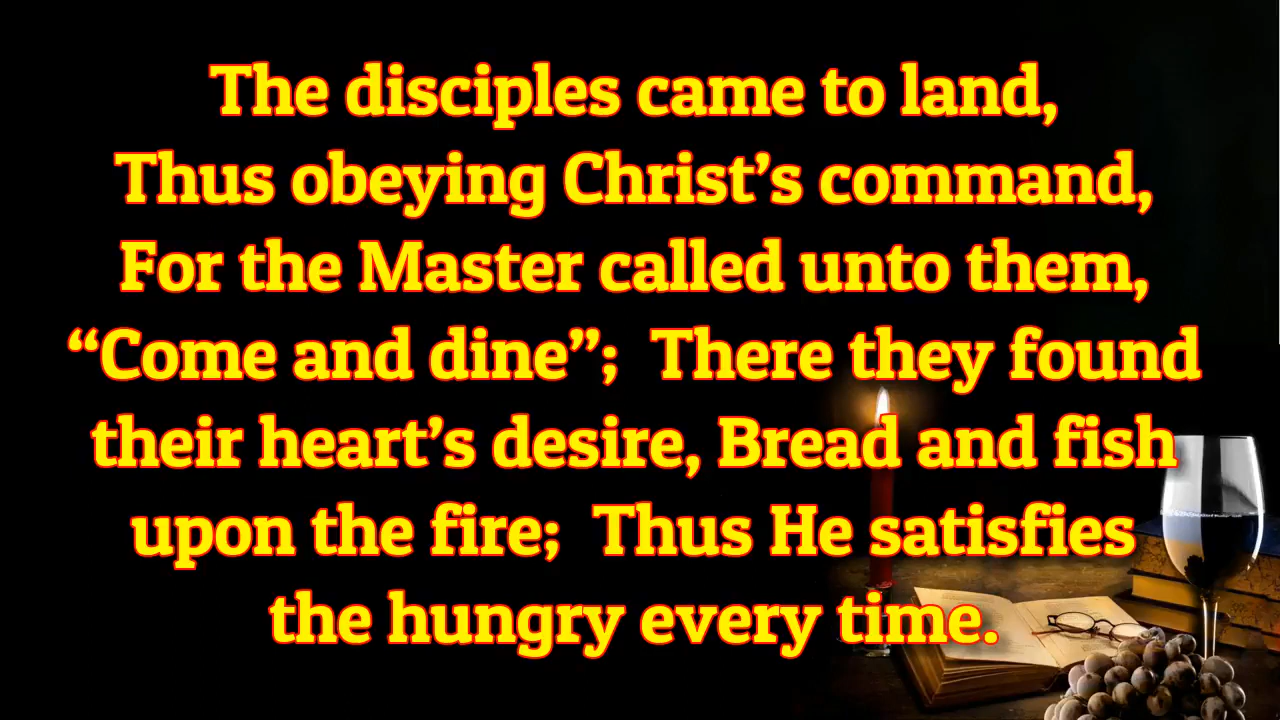 The disciples came to land,
Thus obeying Christ’s command,
For the Master called unto them,
“Come and dine”;  There they found
their heart’s desire, Bread and fish
upon the fire;  Thus He satisfies
the hungry every time.